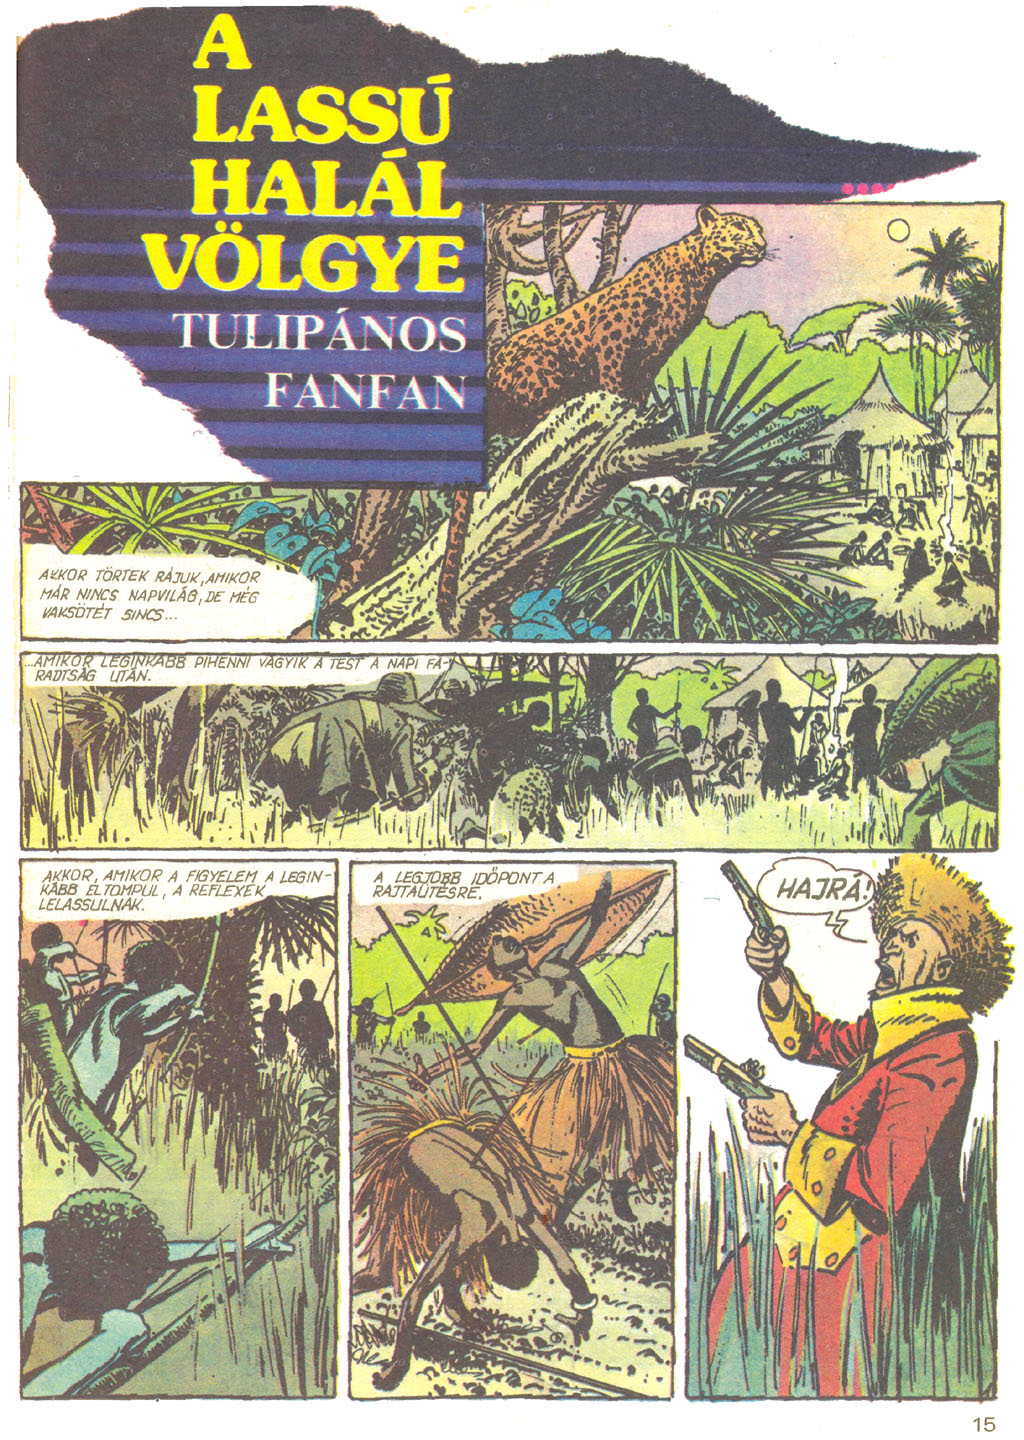 A
LASSÚ
HALÁL
VÖLGYE
TULIPÁNOS
FANFAN
AKKOR TÖRTEK RÁJUK, AMIKOR
MÁR NINCS NAPVILÁG, DE MÉG
VAKSÖTÉT SINCS...
...AMIKOR LEGINKÁBB PIHENNI VÁGYIK A TEST A NAPI FÁ-
RADTSÁG UTÁN.
AKKOR, AMIKOR A FIGYELEM A LEGIN-
KÁBB ELTOMPUL, A REFLEXEK
LELASSULNAK.
A LEGJOBB IDŐPONT A
RAJTAÜTÉSRE.
HAJRÁ!
15